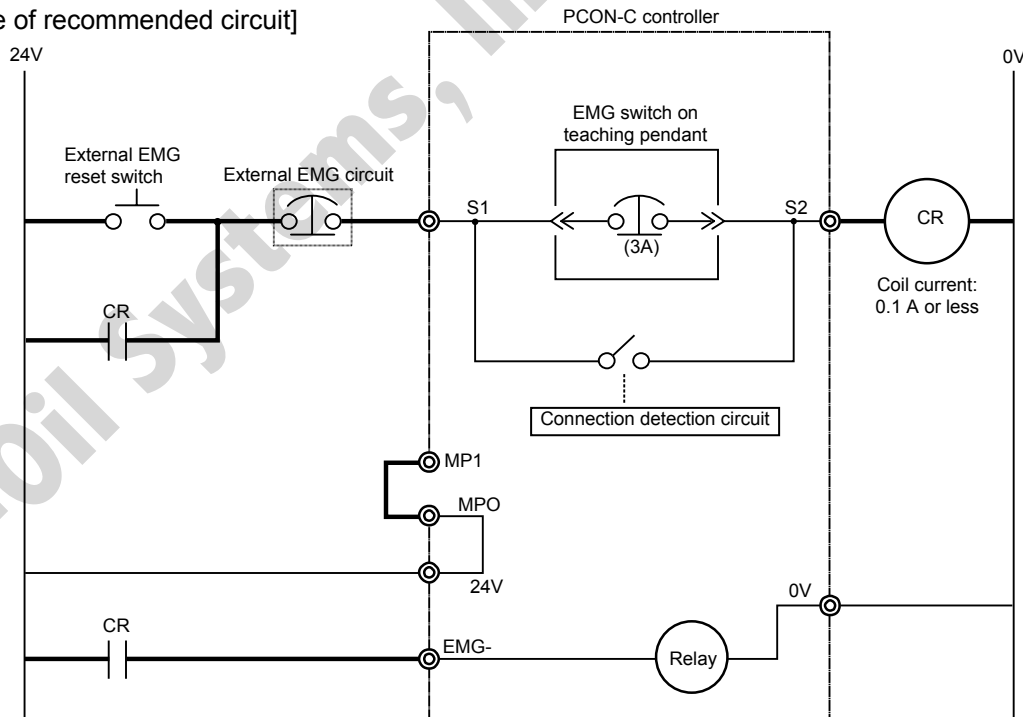 e of recommended circuit]
PCON-C controller
24V
0V
EMG switch on
teaching pendant
External EMG
reset switch
External EMG circuit
S1
S2
(3A)
CR
Coil current:
0.1 A or less
CR
Connection detection circuit
MP1
MPO
24V
0V
CR
EMG-
Relay
Oil Systems, I